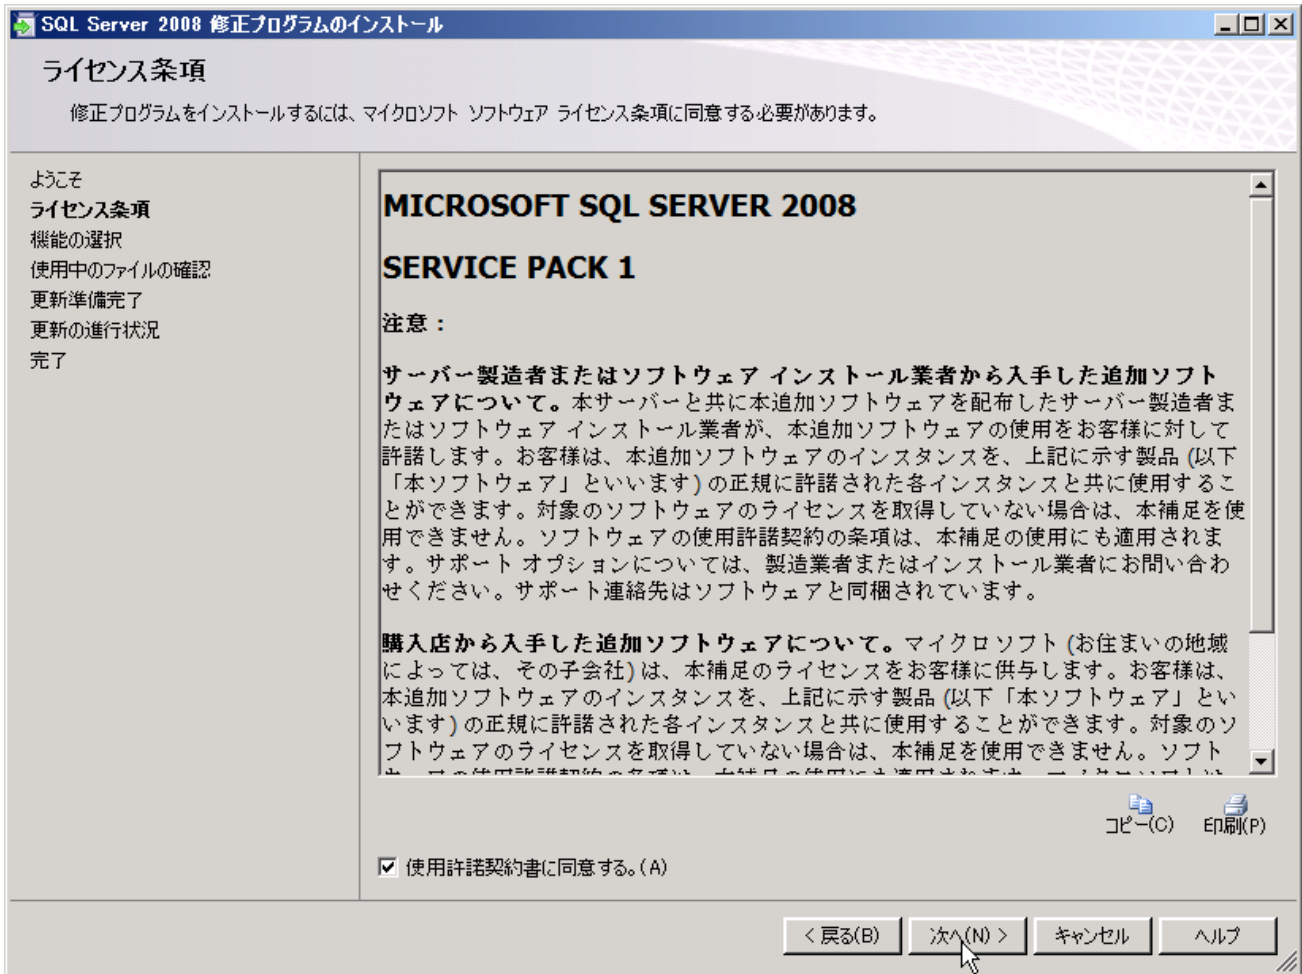 SQL Server 2008 修正プログラムのインストール
ライセンス条項
修正プログラムをインストールするには、マイクロソフト ソフトウェア ライセンス条項に同意する必要があります。
ようこそ
ライセンス条項
機能の選択
使用中のファイルの確認
更新準備完了
更新の進行状況
完了
MICROSOFT SQL SERVER 2008
SERVICE PACK 1
注意：
サーバー製造者またはソフトウェア インストール業者から入手した追加ソフト
ウェアについて。本サーバーと共に本追加ソフトウェアを配布したサーバー製造者ま
たはソフトウェア インストール業者が、本追加ソフトウェアの使用をお客様に対して
許諾します。お客様は、本追加ソフトウェアのインスタンスを、上記に示す製品 (以下
「本ソフトウェア」といいます) の正規に許諾された各インスタンスと共に使用するこ
とができます。対象のソフトウェアのライセンスを取得していない場合は、本補足を使
用できません。ソフトウェアの使用許諾契約の条項は、本補足の使用にも適用されま
す。サポート オプションについては、製造業者またはインストール業者にお問い合わ
せください。サポート連絡先はソフトウェアと同梱されています。
購入店から入手した追加ソフトウェアについて。マイクロソフト (お住まいの地域
によっては、その子会社) は、本補足のライセンスをお客様に供与します。お客様は、
本追加ソフトウェアのインスタンスを、上記に示す製品 (以下「本ソフトウェア」とい
います) の正規に許諾された各インスタンスと共に使用することができます。対象のソ
フトウェアのライセンスを取得していない場合は、本補足を使用できません。ソフト
コピー(C)
印刷(P)
使用許諾契約書に同意する。(A)
< 戻る(B)
次へ(N) >
キャンセル
ヘルプ